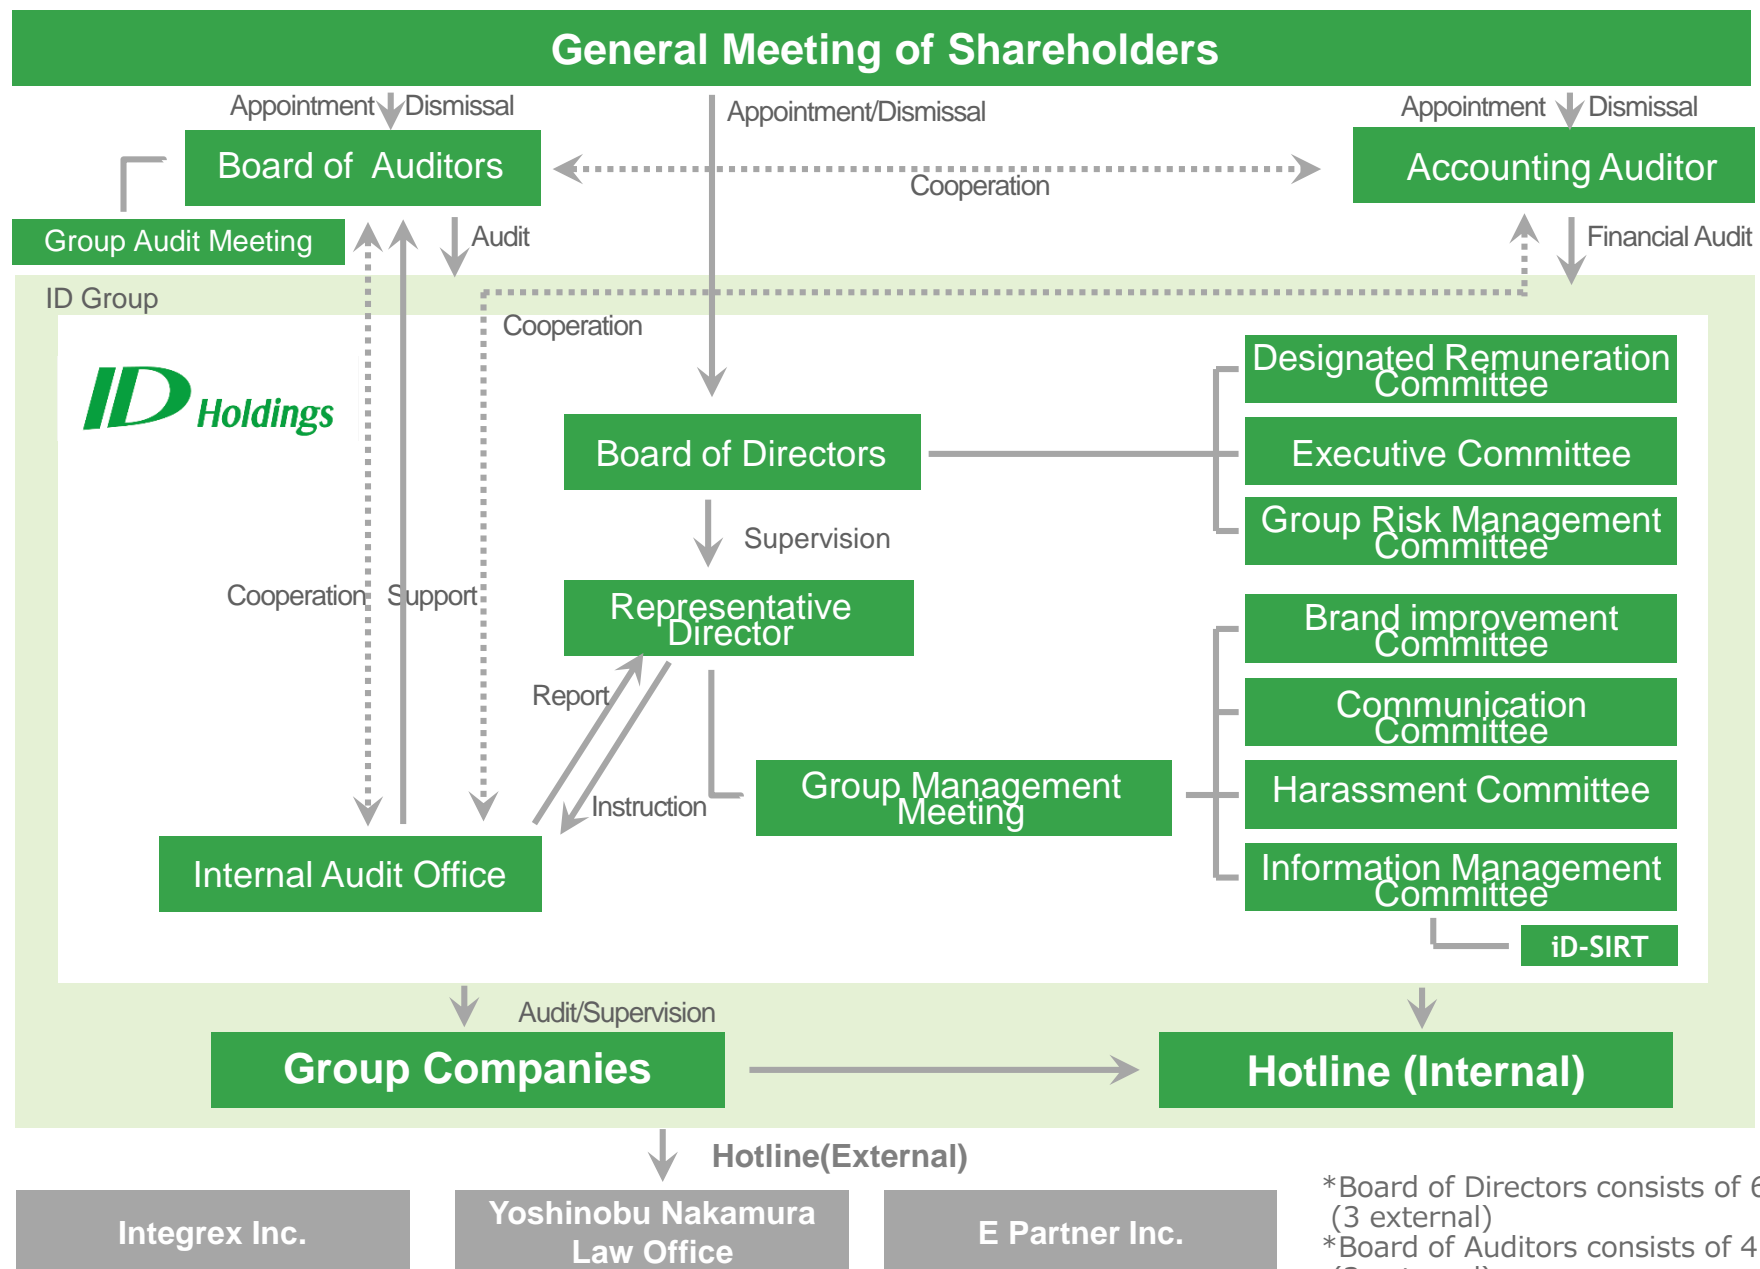 General Meeting of Shareholders
Appointment Dismissal
Appointment/Dismissal
Appointment Dismissal
Board of Auditors
Cooperation
Accounting Auditor
Group Audit Meeting
Audit
Financial Audit
ID Group
Cooperation
ID Holdings
Designated Remuneration
Committee
Board of Directors
Executive Committee
Group Risk Management
Committee
Supervision
Cooperation
Support
Representative
Director
Brand improvement
Committee
Report
Communication
Committee
Instruction
Group Management
Meeting
Harassment Committee
Internal Audit Office
Information Management
Committee
iD-SIRT
Audit/Supervision
Group Companies
Hotline (Internal)
Hotline(External)
Integrex Inc.
Yoshinobu Nakamura
Law Office
E Partner Inc.
*Board of Directors consists of 6
(3 external)
*Board of Auditors consists of 4